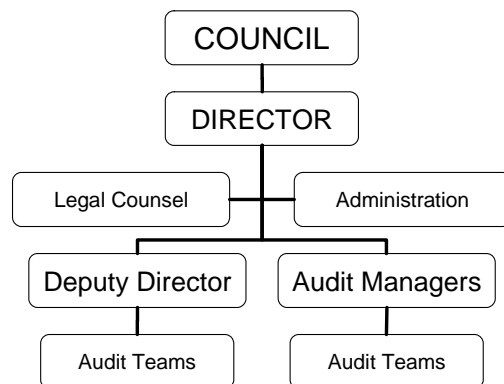 COUNCIL
DIRECTOR
Legal Counsel
Administration
Deputy Director
Audit Managers
Audit Teams
Audit Teams